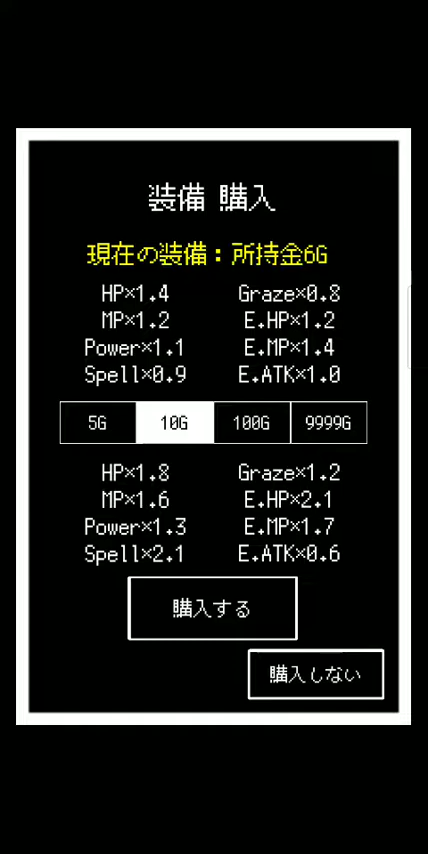 装備 購入
現在の装備：所持金6G
HP×1.4 Graze×0.8
MP×1.2 E.HP×1.2
Power×1.1 E.MP×1.4
Spell×0.9 E.ATK×1.0
5G 10G 100G 9999G
HP×1.8 Graze×1.2
MP×1.6 E.HP×2.1
Power×1.3 E.MP×1.7
Spell×2.1 E.ATK×0.6
購入する
購入しない